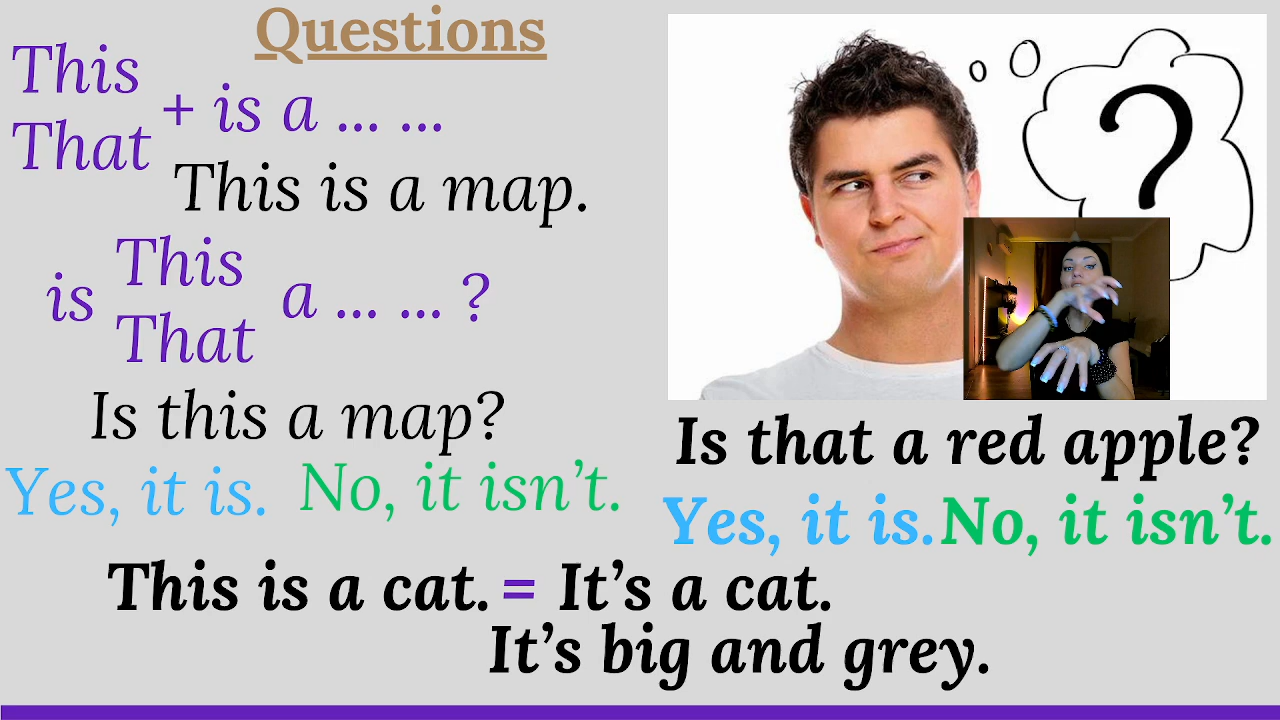 Questions
This
That
+ is a ... ...
This is a map.
is
This
That
a ... ... ?
Is this a map?
Yes, it is. No, it isn't.
?
Is that a red apple?
Yes, it is. No, it isn't.
This is a cat. = It's a cat.
It's big and grey.